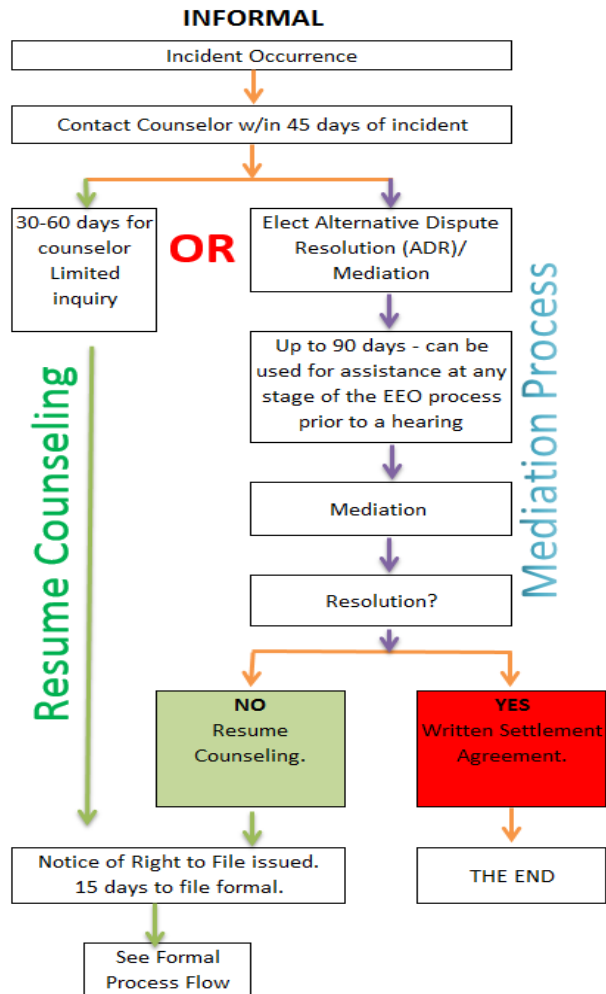 INFORMAL
Incident Occurrence
Contact Counselor w/in 45 days of incident
30-60 days for
counselor
Limited
inquiry
OR
Elect Alternative Dispute
Resolution (ADR)/
Mediation
Up to 90 days - can be
used for assistance at any
stage of the EEO process
prior to a hearing
Mediation
Resolution?
Resume Counseling
Mediation Process
NO
Resume
Counseling.
YES
Written Settlement
Agreement.
Notice of Right to File issued.
15 days to file formal.
THE END
See Formal
Process Flow